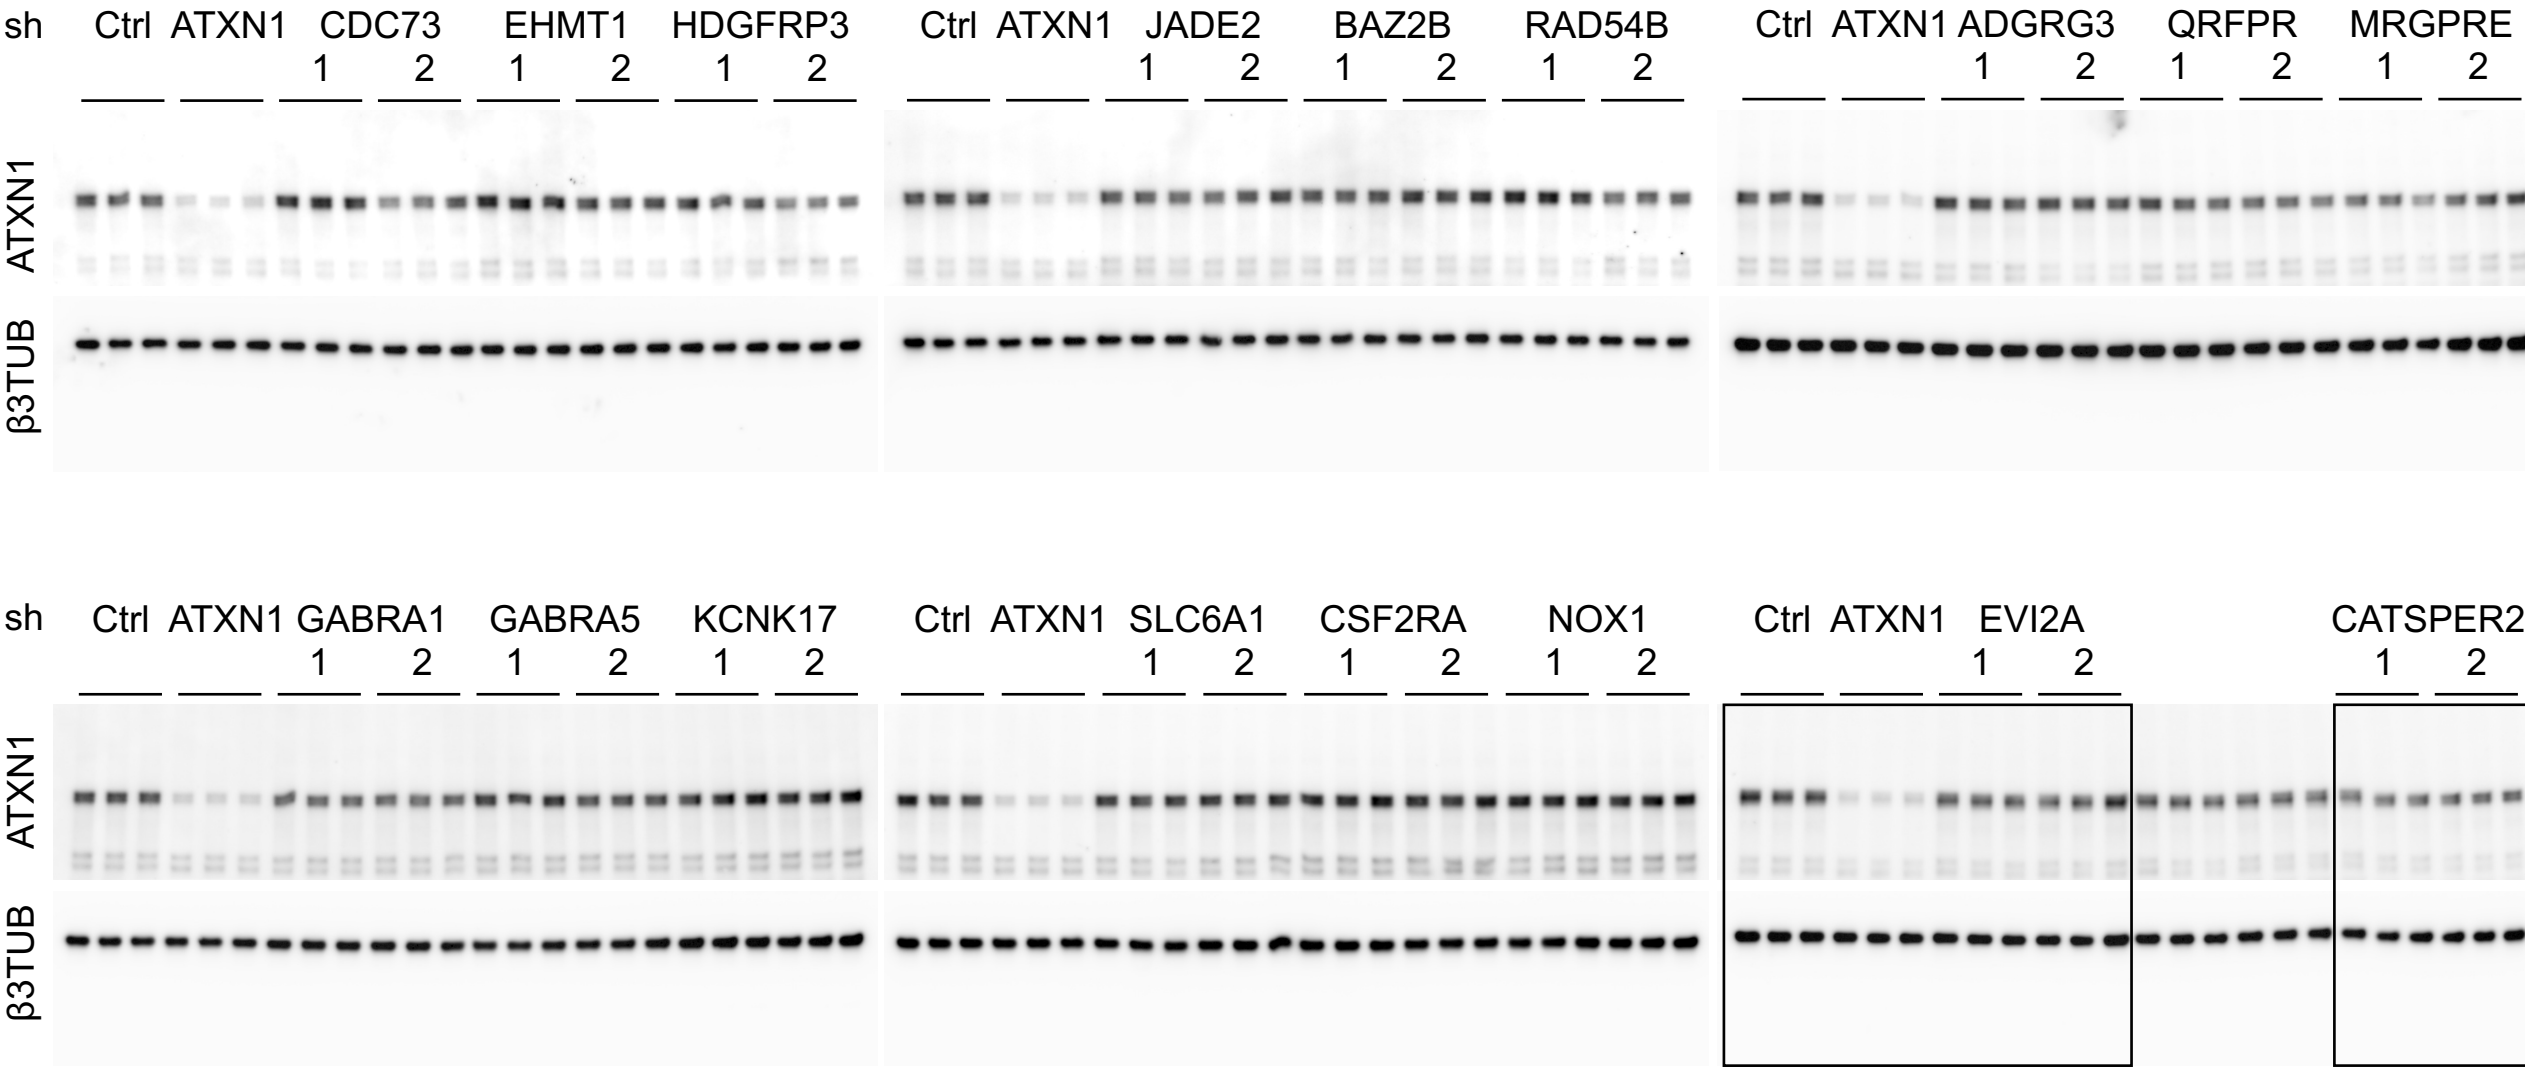 sh Ctrl ATXN1 CDC73 EHMT1 HDGFRP3 Ctrl ATXN1 JADE2 BAZ2B RAD54B Ctrl ATXN1 ADGRG3 QRFPR MRGPRE
1 2 1 2 1 2 1 2 1 2 1 2 1 2 1 2 1 2
ATXN1
β3TUB
sh Ctrl ATXN1 GABRA1 GABRA5 KCNK17 Ctrl ATXN1 SLC6A1 CSF2RA NOX1 Ctrl ATXN1 EVI2A CATSPER2
1 2 1 2 1 2 1 2 1 2 1 2 1 2 1 2
ATXN1
β3TUB